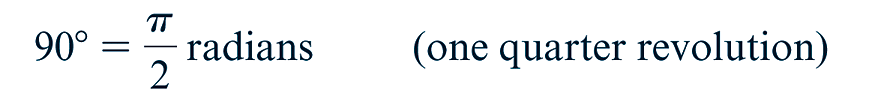 90° = π/2 radians (one quarter revolution)